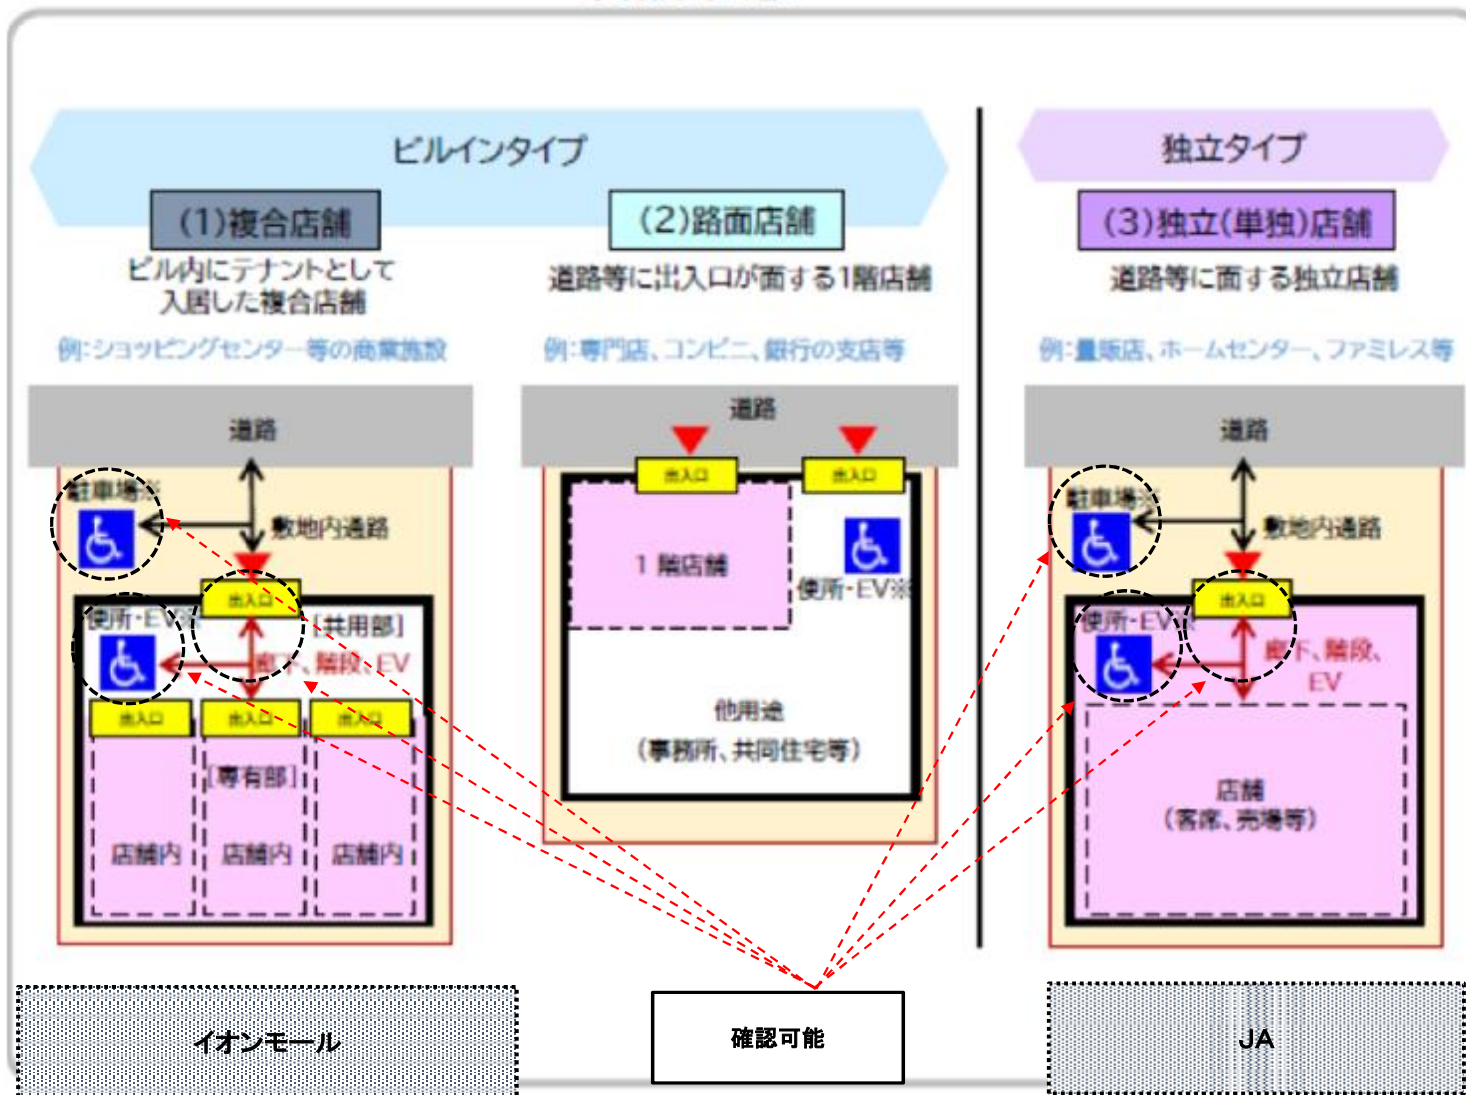 ビルインタイプ
(1)複合店舗
ビル内にテナントとして
入居した複合店舗
例:ショッピングセンター等の商業施設
(2)路面店舗
道路等に出入口が面する1階店舗
例:専門店、コンビニ、銀行の支店等
独立タイプ
(3)独立(単独)店舗
道路等に面する独立店舗
例:量販店、ホームセンター、ファミレス等
道路
駐車場※
敷地内通路
出入口
便所・EV※
[共用部]
廊下、階段、EV
出入口
出入口
出入口
[専有部]
店舗内
店舗内
店舗内
道路
出入口
出入口
1階店舗
便所・EV※
他用途
(事務所、共同住宅等)
道路
駐車場※
敷地内通路
出入口
便所・EV※
廊下、階段、
EV
店舗
(客席、売場等)
イオンモール
確認可能
JA